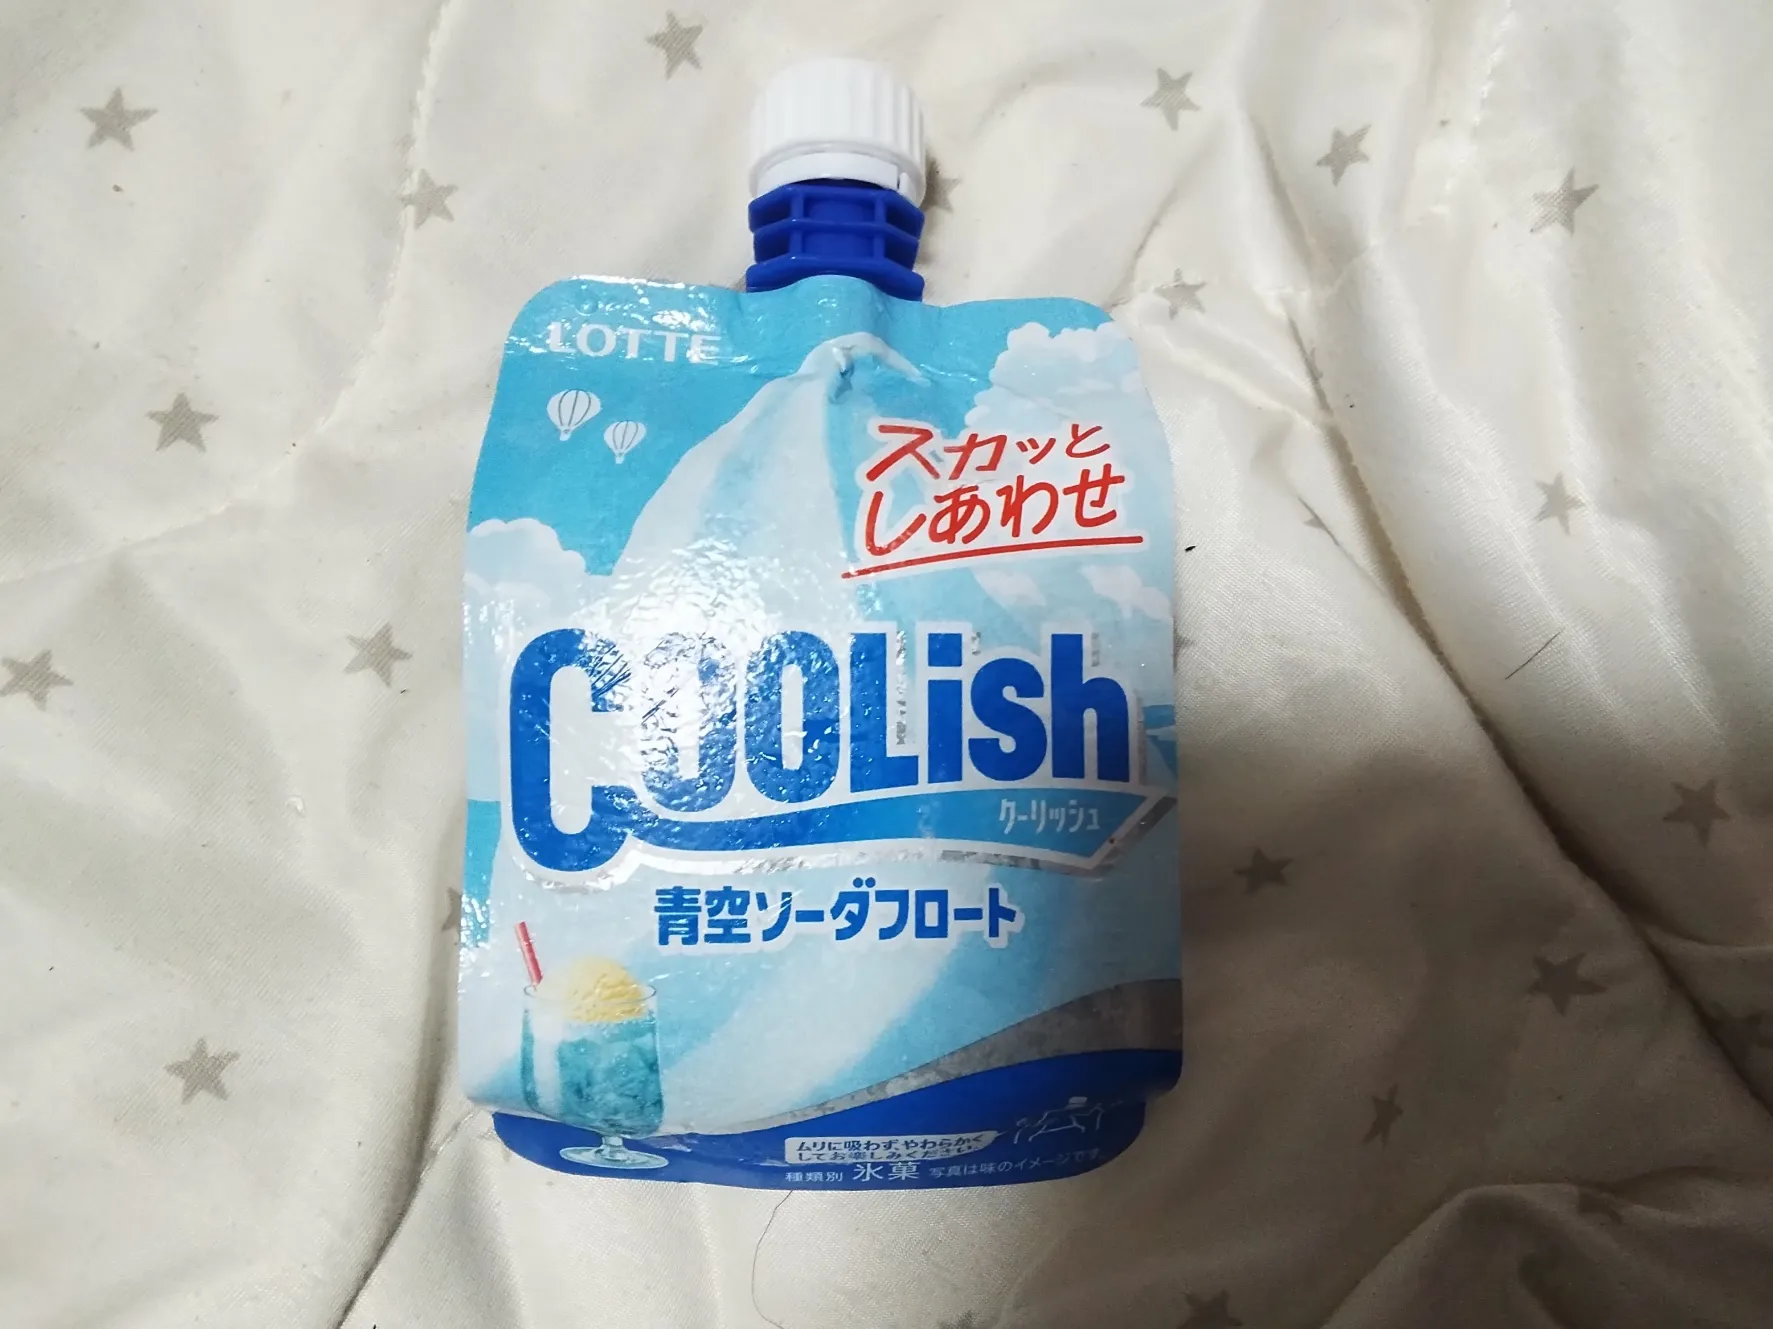 LOTTE
スカッと
しあわせ
COOLish
クーリッシュ
青空ソーダフロート
ムリに吸わず、やわらかく
してお楽しみください。
種類別 氷菓 写真は味のイメージです。